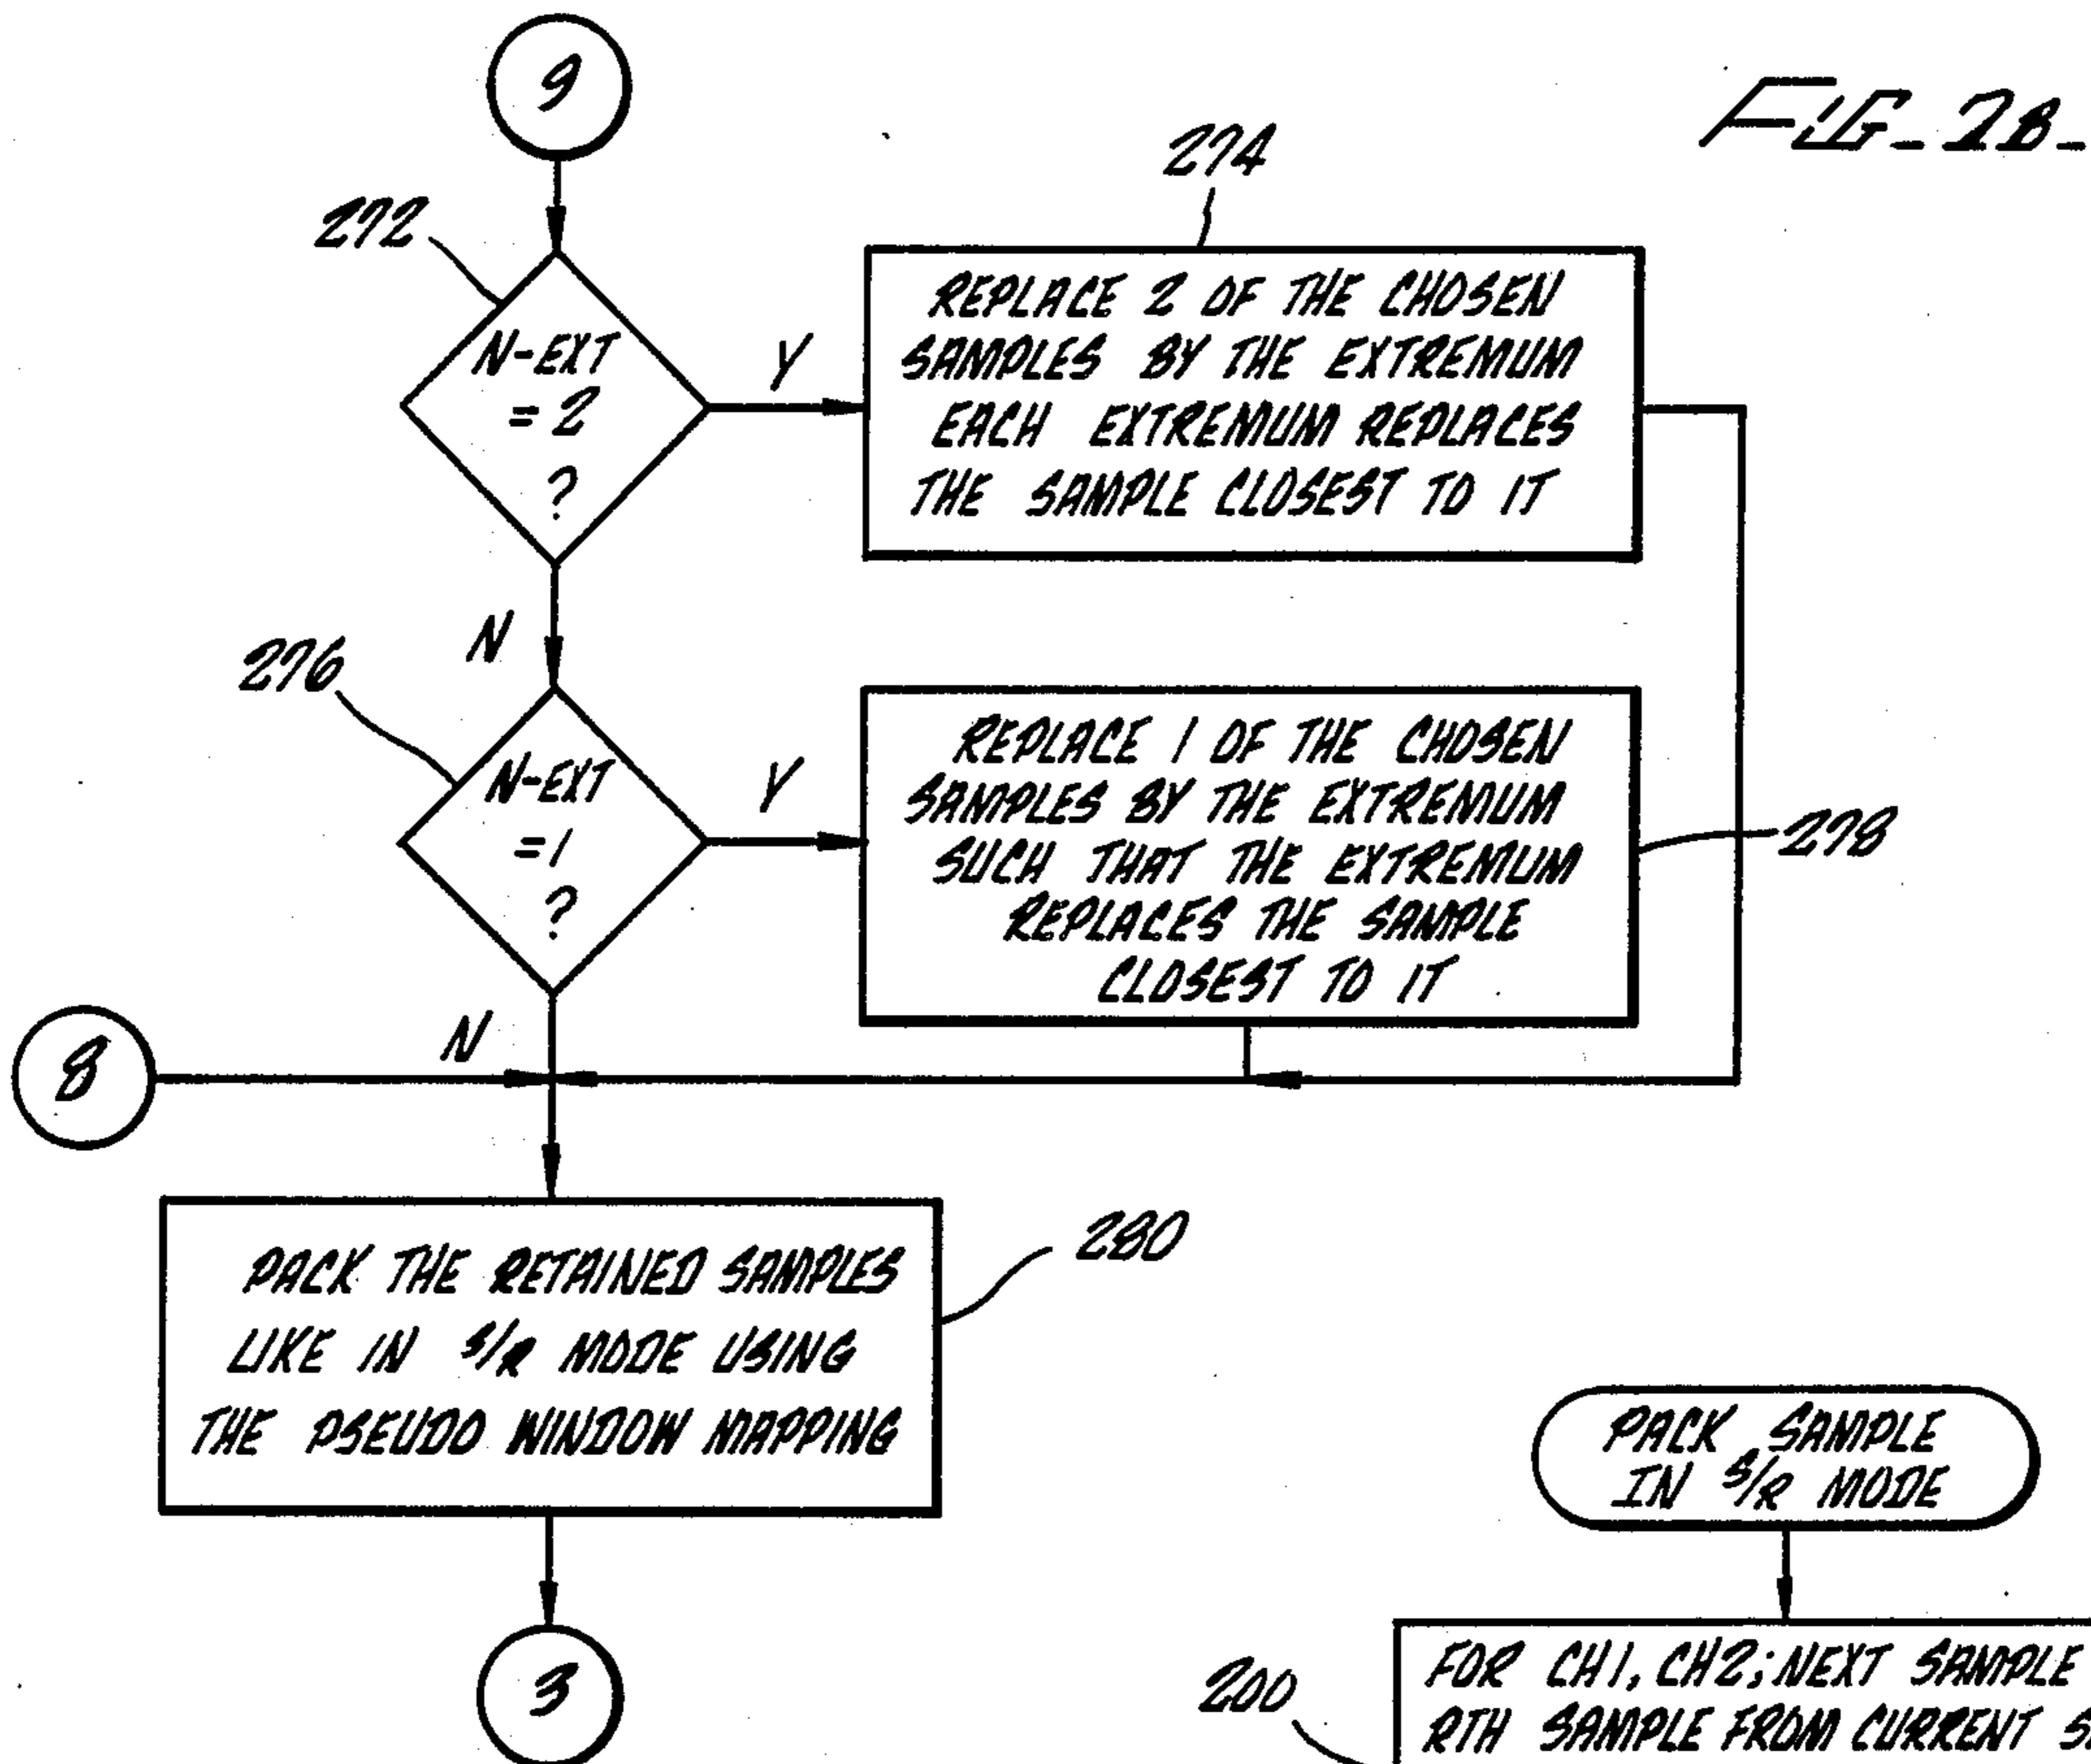 9
FIG_2B_
274
272
REPLACE 2 OF THE CHOSEN
SAMPLES BY THE EXTREMUM
EACH EXTREMUM REPLACES
THE SAMPLE CLOSEST TO IT
N-EXT
= 2
?
Y
N
276
REPLACE 1 OF THE CHOSEN
SAMPLES BY THE EXTREMUM
SUCH THAT THE EXTREMUM
REPLACES THE SAMPLE
CLOSEST TO IT
N-EXT
=1
?
Y
278
N
8
280
PACK THE RETAINED SAMPLES
LIKE IN S/R MODE USING
THE PSEUDO WINDOW MAPPING
3
PACK SAMPLE
IN S/R MODE
200
FOR CH1, CH2; NEXT SAMPLE
RTH SAMPLE FROM CURRENT S